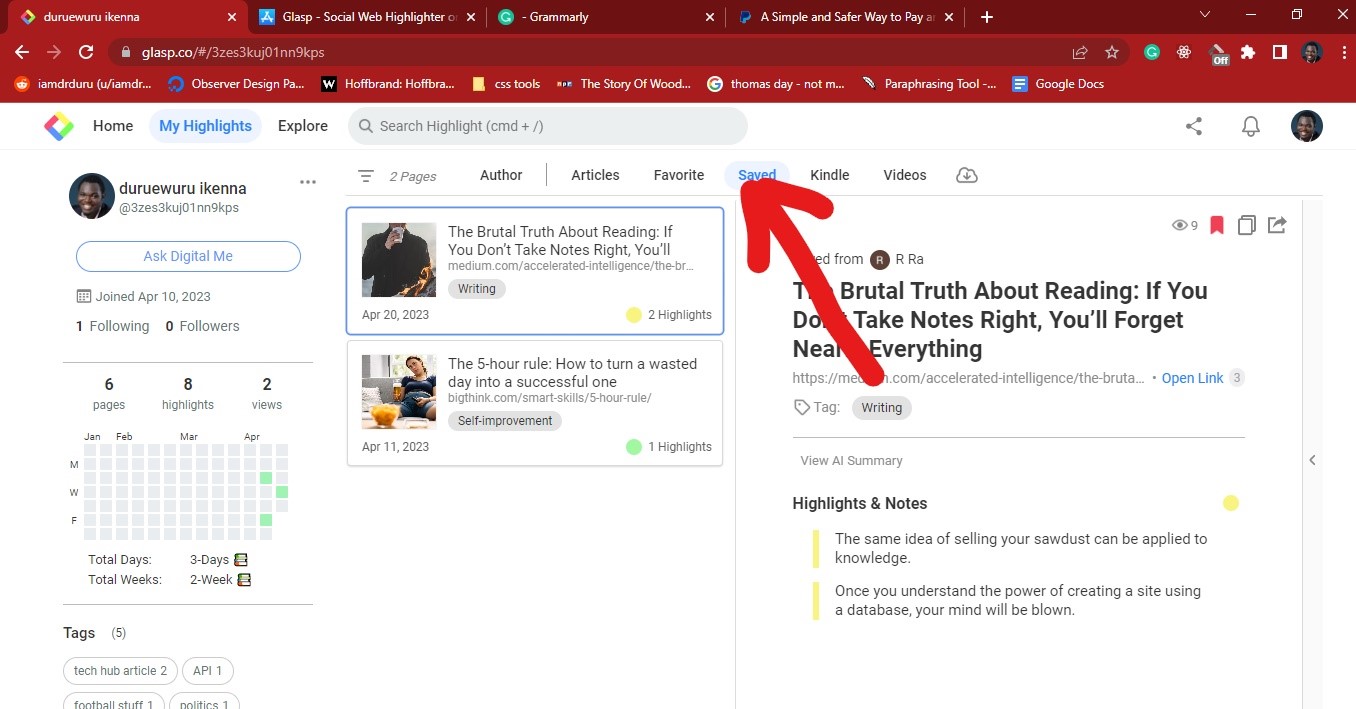 duruewuru ikenna
Glasp - Social Web Highlighter o
- Grammarly
A Simple and Safer Way to Pay a
glasp.co/#/3zes3kuj01nn9kps
Off
iamdrduru (u/iamdr...
Observer Design Pa...
Hoffbrand: Hoffbra...
css tools
The Story Of Wood...
thomas day - not m...
Paraphrasing Tool -...
Google Docs
Home
My Highlights
Explore
Search Highlight (cmd + /)
duruewuru ikenna
@3zes3kuj01nn9kps
Ask Digital Me
Joined Apr 10, 2023
1 Following 0 Followers
6 8 2
pages highlights views
Jan Feb Mar Apr
M
W
F
Total Days: 3-Days
Total Weeks: 2-Week
Tags (5)
tech hub article 2
API 1
football stuff 1
politics 1
2 Pages
Author
Articles
Favorite
Saved
Kindle
Videos
The Brutal Truth About Reading: If
You Don’t Take Notes Right, You’ll
medium.com/accelerated-intelligence/the-br...
Writing
Apr 20, 2023
2 Highlights
The 5-hour rule: How to turn a wasted
day into a successful one
bigthink.com/smart-skills/5-hour-rule/
Self-improvement
Apr 11, 2023
1 Highlights
9
from R R Ra
Brutal Truth About Reading: If You
Take Notes Right, You’ll Forget
Everything
https://med .com/accelerated-intelligence/the-bruta... • Open Link 3
Tag: Writing
View AI Summary
Highlights & Notes
The same idea of selling your sawdust can be applied to
knowledge.
Once you understand the power of creating a site using
a database, your mind will be blown.